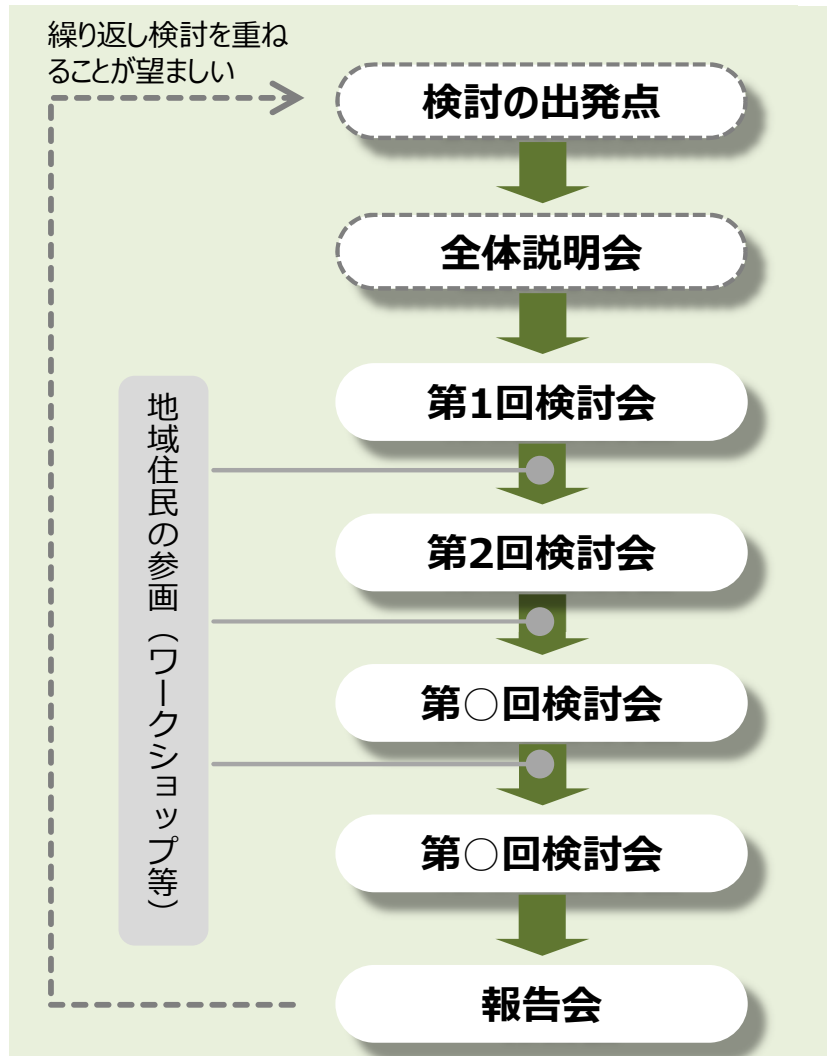 繰り返し検討を重ね
ることが望ましい
検討の出発点
全体説明会
第1回検討会
地域住民の参画（ワークショップ等）
第2回検討会
第○回検討会
第○回検討会
報告会